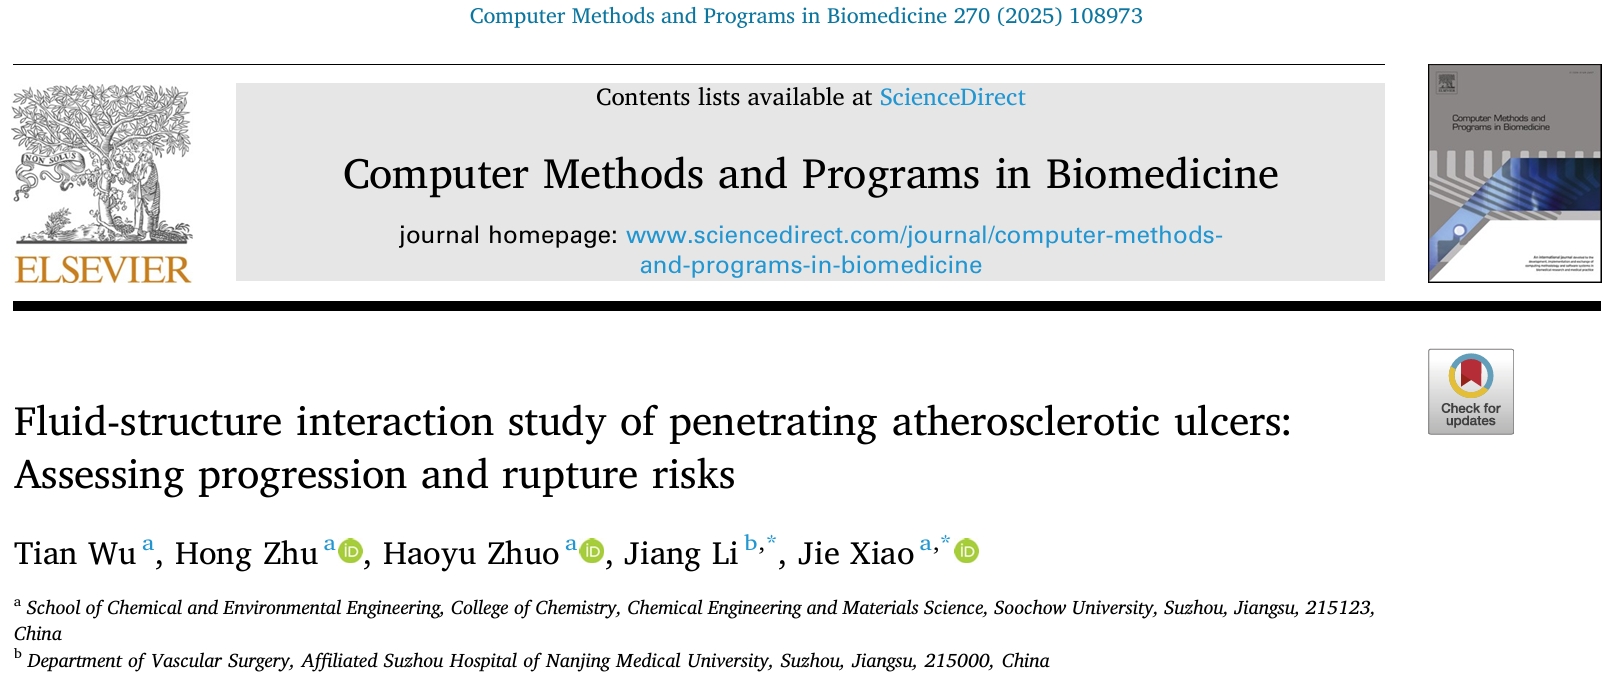 Computer Methods and Programs in Biomedicine 270 (2025) 108973
Contents lists available at ScienceDirect
Computer Methods and Programs in Biomedicine
journal homepage: www.sciencedirect.com/journal/computer-methods-
and-programs-in-biomedicine
NON SOLUS
ELSEVIER
Computer Methods and
Programs in Biomedicine
Check for
updates
Fluid-structure interaction study of penetrating atherosclerotic ulcers:
Assessing progression and rupture risks
Tian Wu a, Hong Zhu a iD, Haoyu Zhuo a iD, Jiang Li b,*, Jie Xiao a,* iD
a School of Chemical and Environmental Engineering, College of Chemistry, Chemical Engineering and Materials Science, Soochow University, Suzhou, Jiangsu, 215123,
China
b Department of Vascular Surgery, Affiliated Suzhou Hospital of Nanjing Medical University, Suzhou, Jiangsu, 215000, China